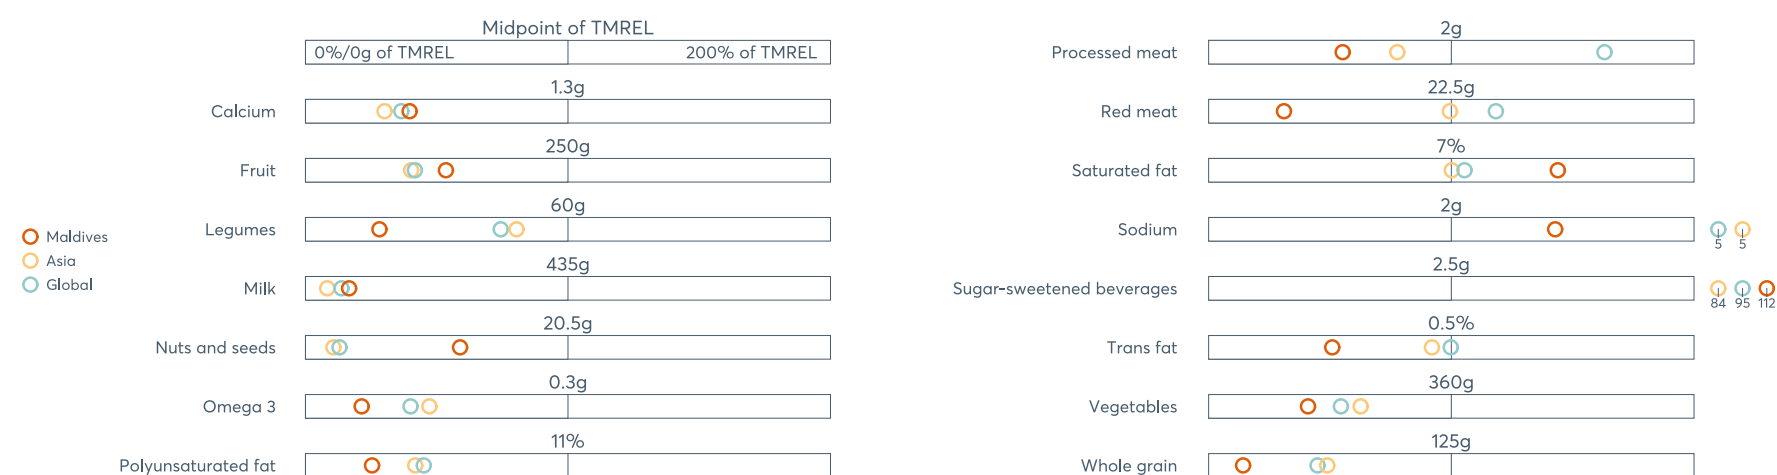 Midpoint of TMREL
0%/0g of TMREL 200% of TMREL
1.3g
Calcium
250g
Fruit
60g
Legumes
435g
Milk
20.5g
Nuts and seeds
0.3g
Omega 3
11%
Polyunsaturated fat
Maldives
Asia
Global
2g
Processed meat
22.5g
Red meat
7%
Saturated fat
2g
Sodium
5 5
2.5g
Sugar-sweetened beverages
84 95 112
0.5%
Trans fat
360g
Vegetables
125g
Whole grain